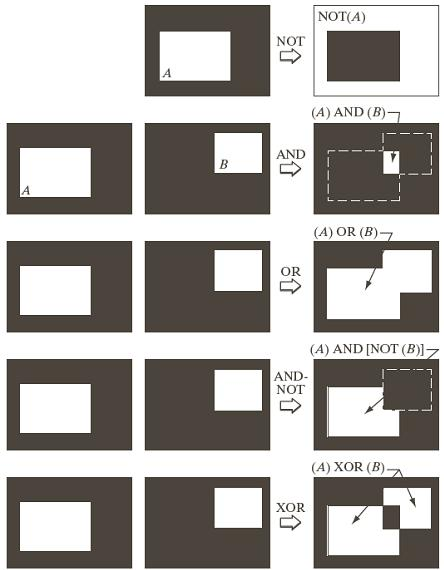 NOT(A)
NOT
A
(A) AND (B)
AND
A
B
(A) OR (B)
OR
(A) AND [NOT (B)]
AND-
NOT
(A) XOR (B)
XOR